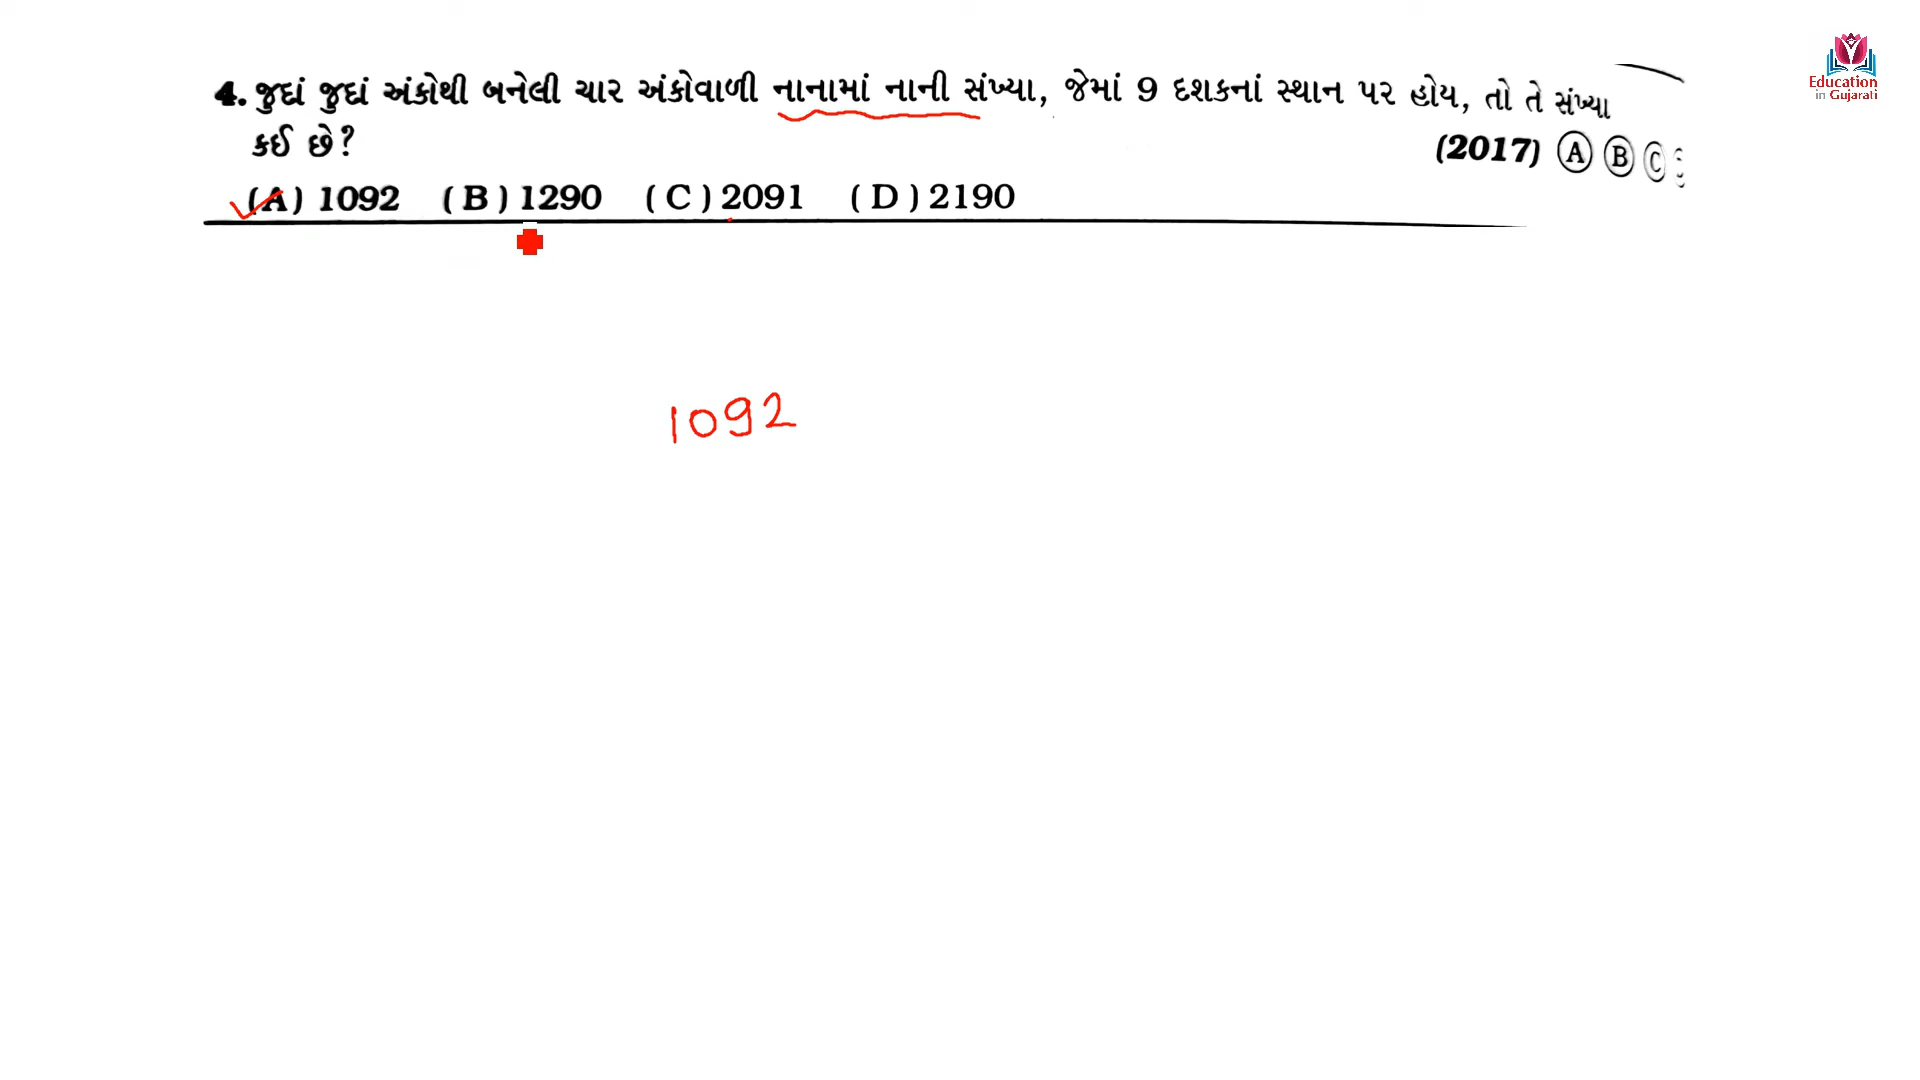 Education
in Gujarati
4. જુદાં જુદાં અંકોથી બનેલી ચાર અંકોવાળી નાનામાં નાની સંખ્યા, જેમાં 9 દશકનાં સ્થાન પર હોય, તો તે સંખ્યા
કઈ છે? (2017) A B C
(A) 1092 (B) 1290 (C) 2091 (D) 2190
1092